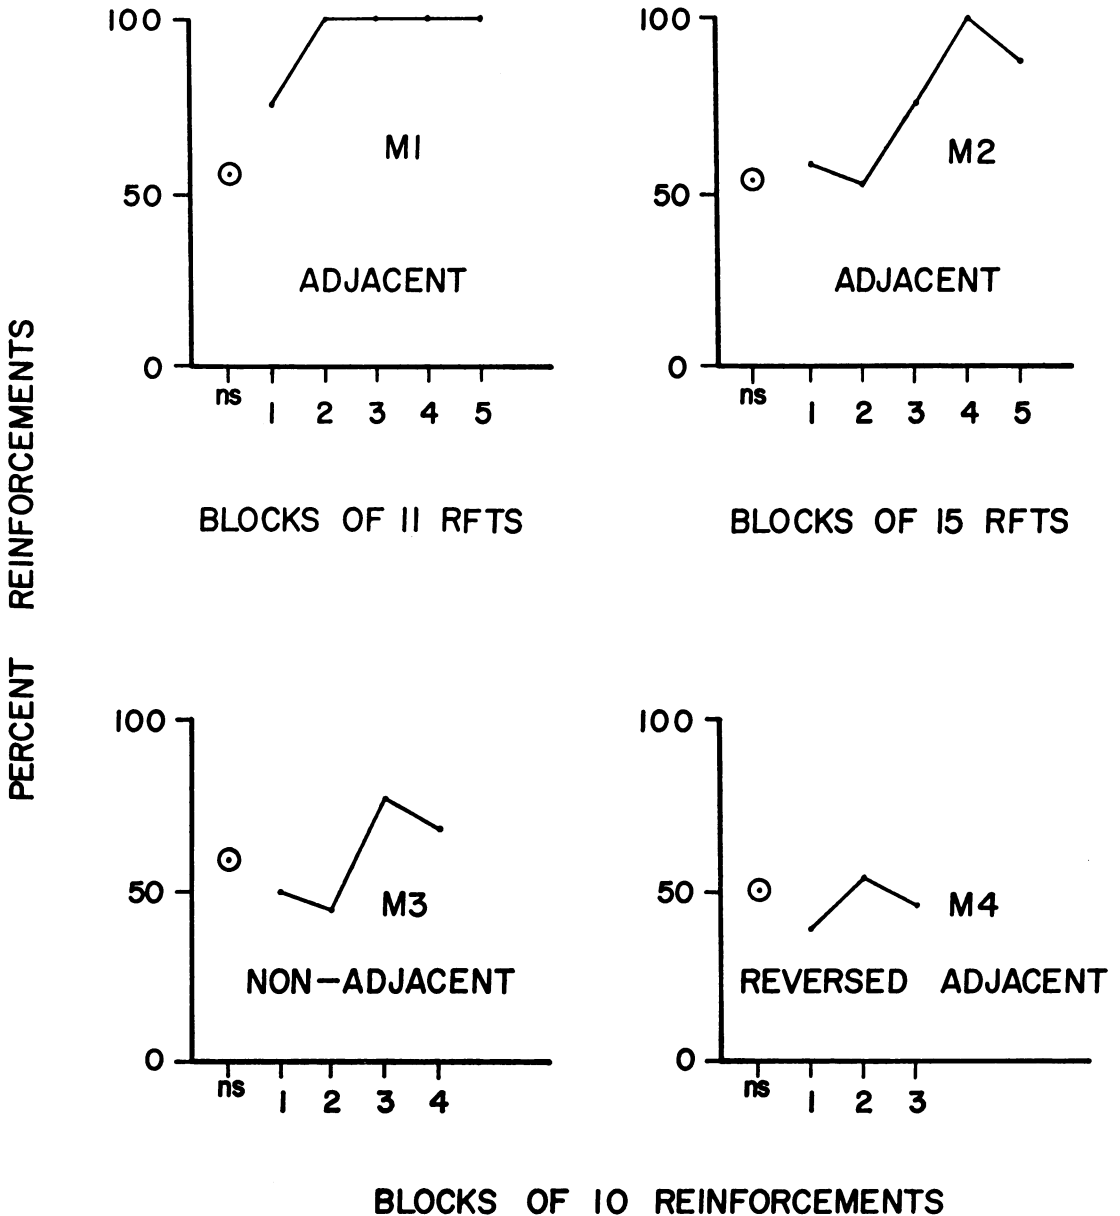 PERCENT REINFORCEMENTS
100
50
0
M1
ADJACENT
ns 1 2 3 4 5
BLOCKS OF 11 RFTS
100
50
0
M2
ADJACENT
ns 1 2 3 4 5
BLOCKS OF 15 RFTS
100
50
0
M3
NON-ADJACENT
ns 1 2 3 4
100
50
0
M4
REVERSED ADJACENT
ns 1 2 3
BLOCKS OF 10 REINFORCEMENTS